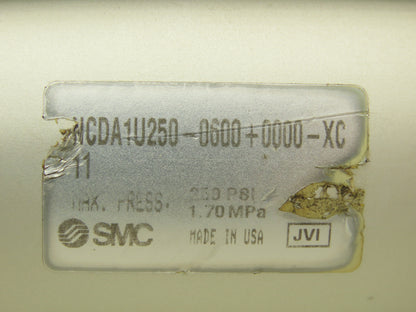 NCDA1U250-0600+0000-XC
11
MAX. PRESS. 250 PSI
1.70 MPa
SMC MADE IN USA JVI